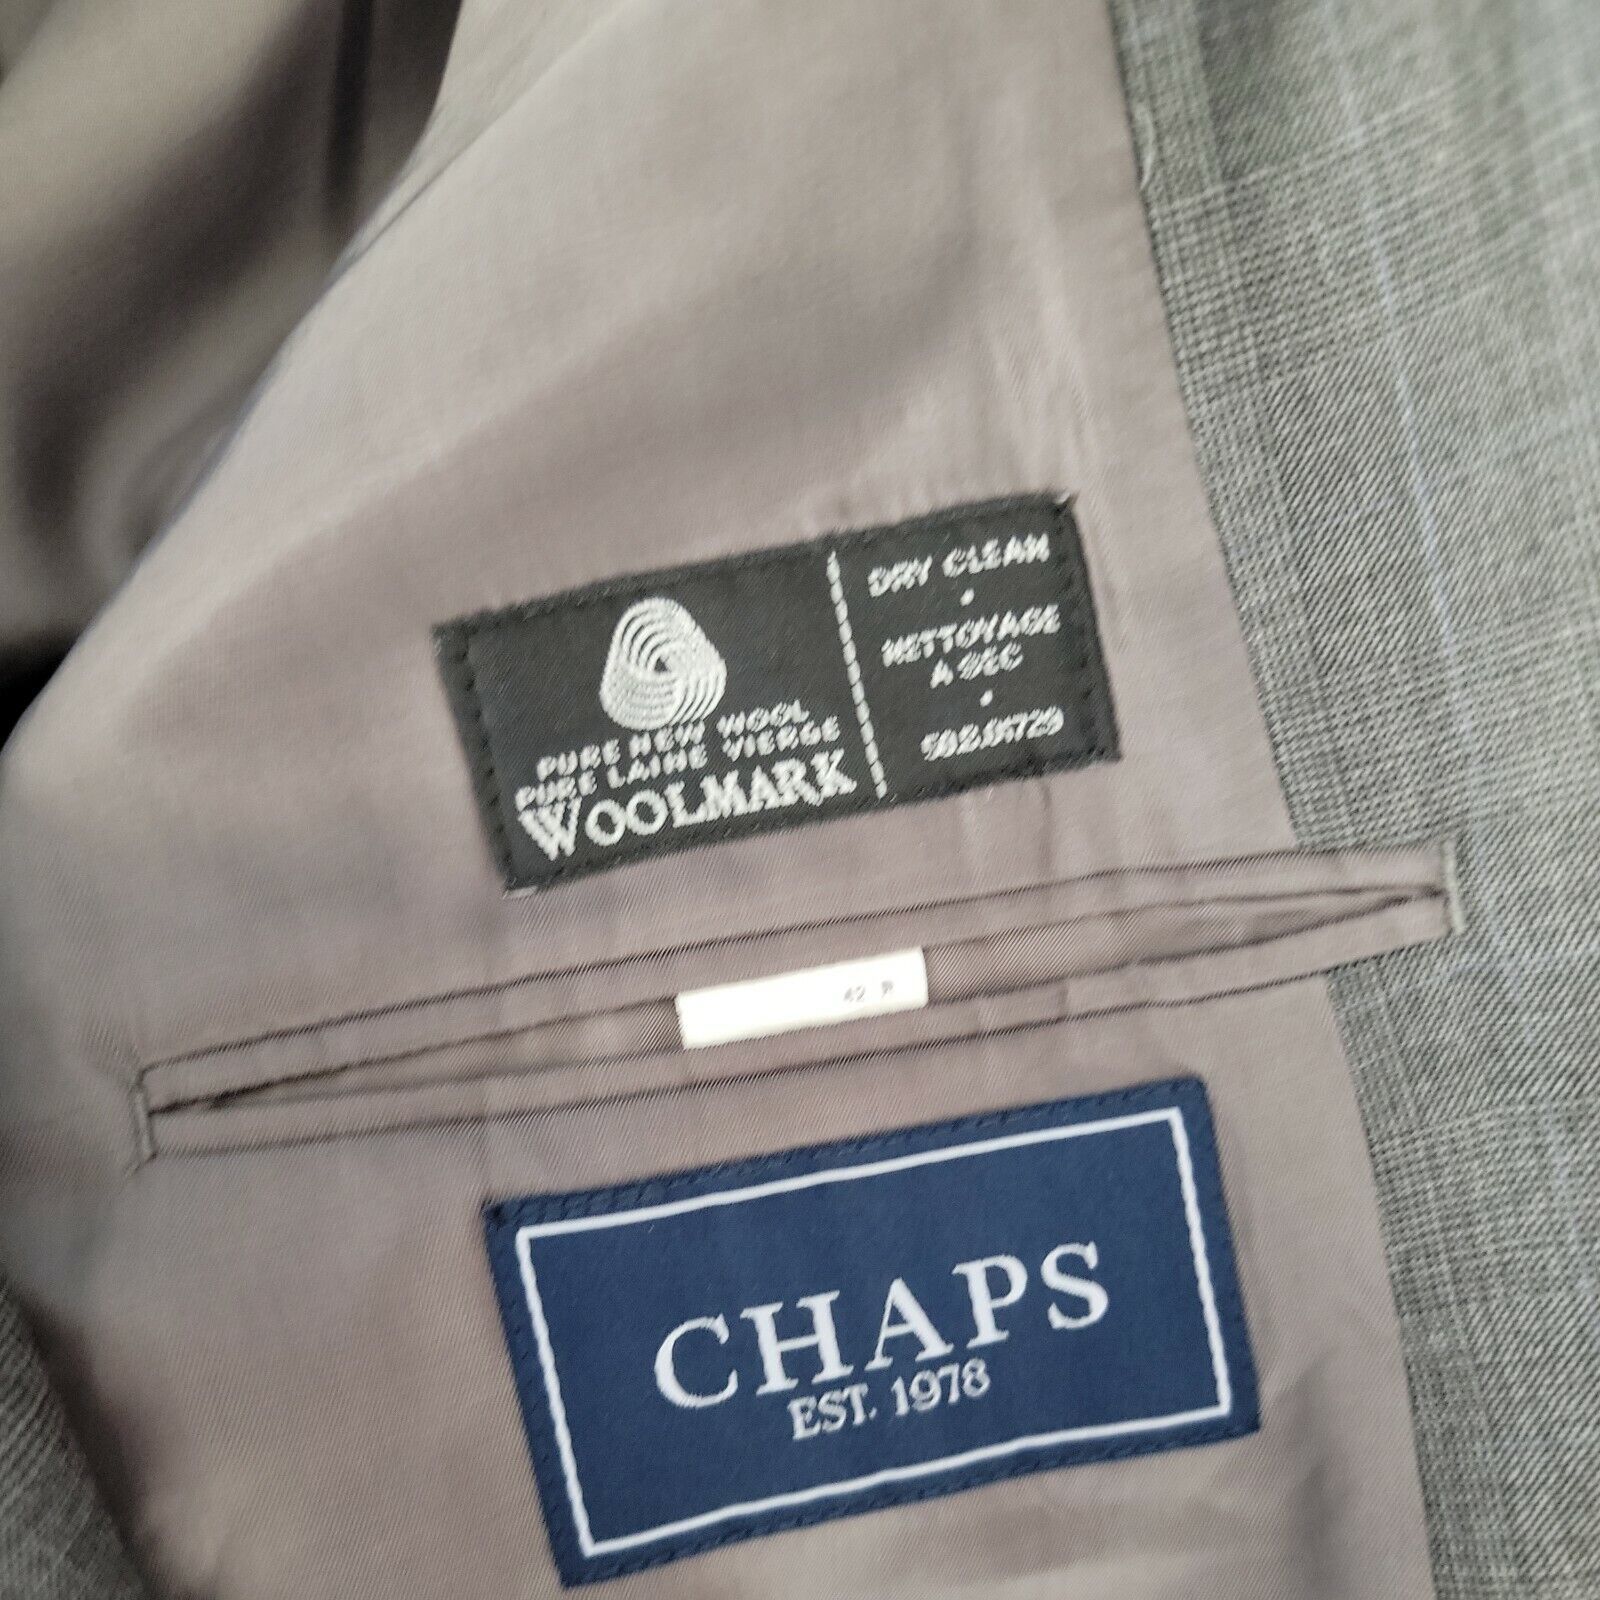 PURE NEW WOOL
PURE LAINE VIERGE
WOOLMARK
DRY CLEAN
•
NETTOYAGE
A SEC
•
42 R
CHAPS
EST. 1978